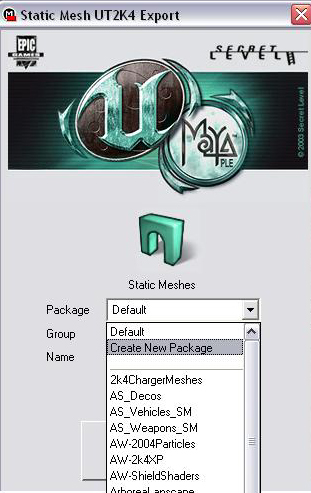 Static Mesh UT2K4 Export
EPIC
GAMES
SECRET
LEVEL
MAYA
PLE
© 2003 Secret Level
Static Meshes
Package Default
Group Default
Create New Package
Name
2k4ChargerMeshes
AS_Decos
AS_Vehicles_SM
AS_Weapons_SM
AW-2004Particles
AW-2k4XP
AW-ShieldShaders
ArboreaLanscape